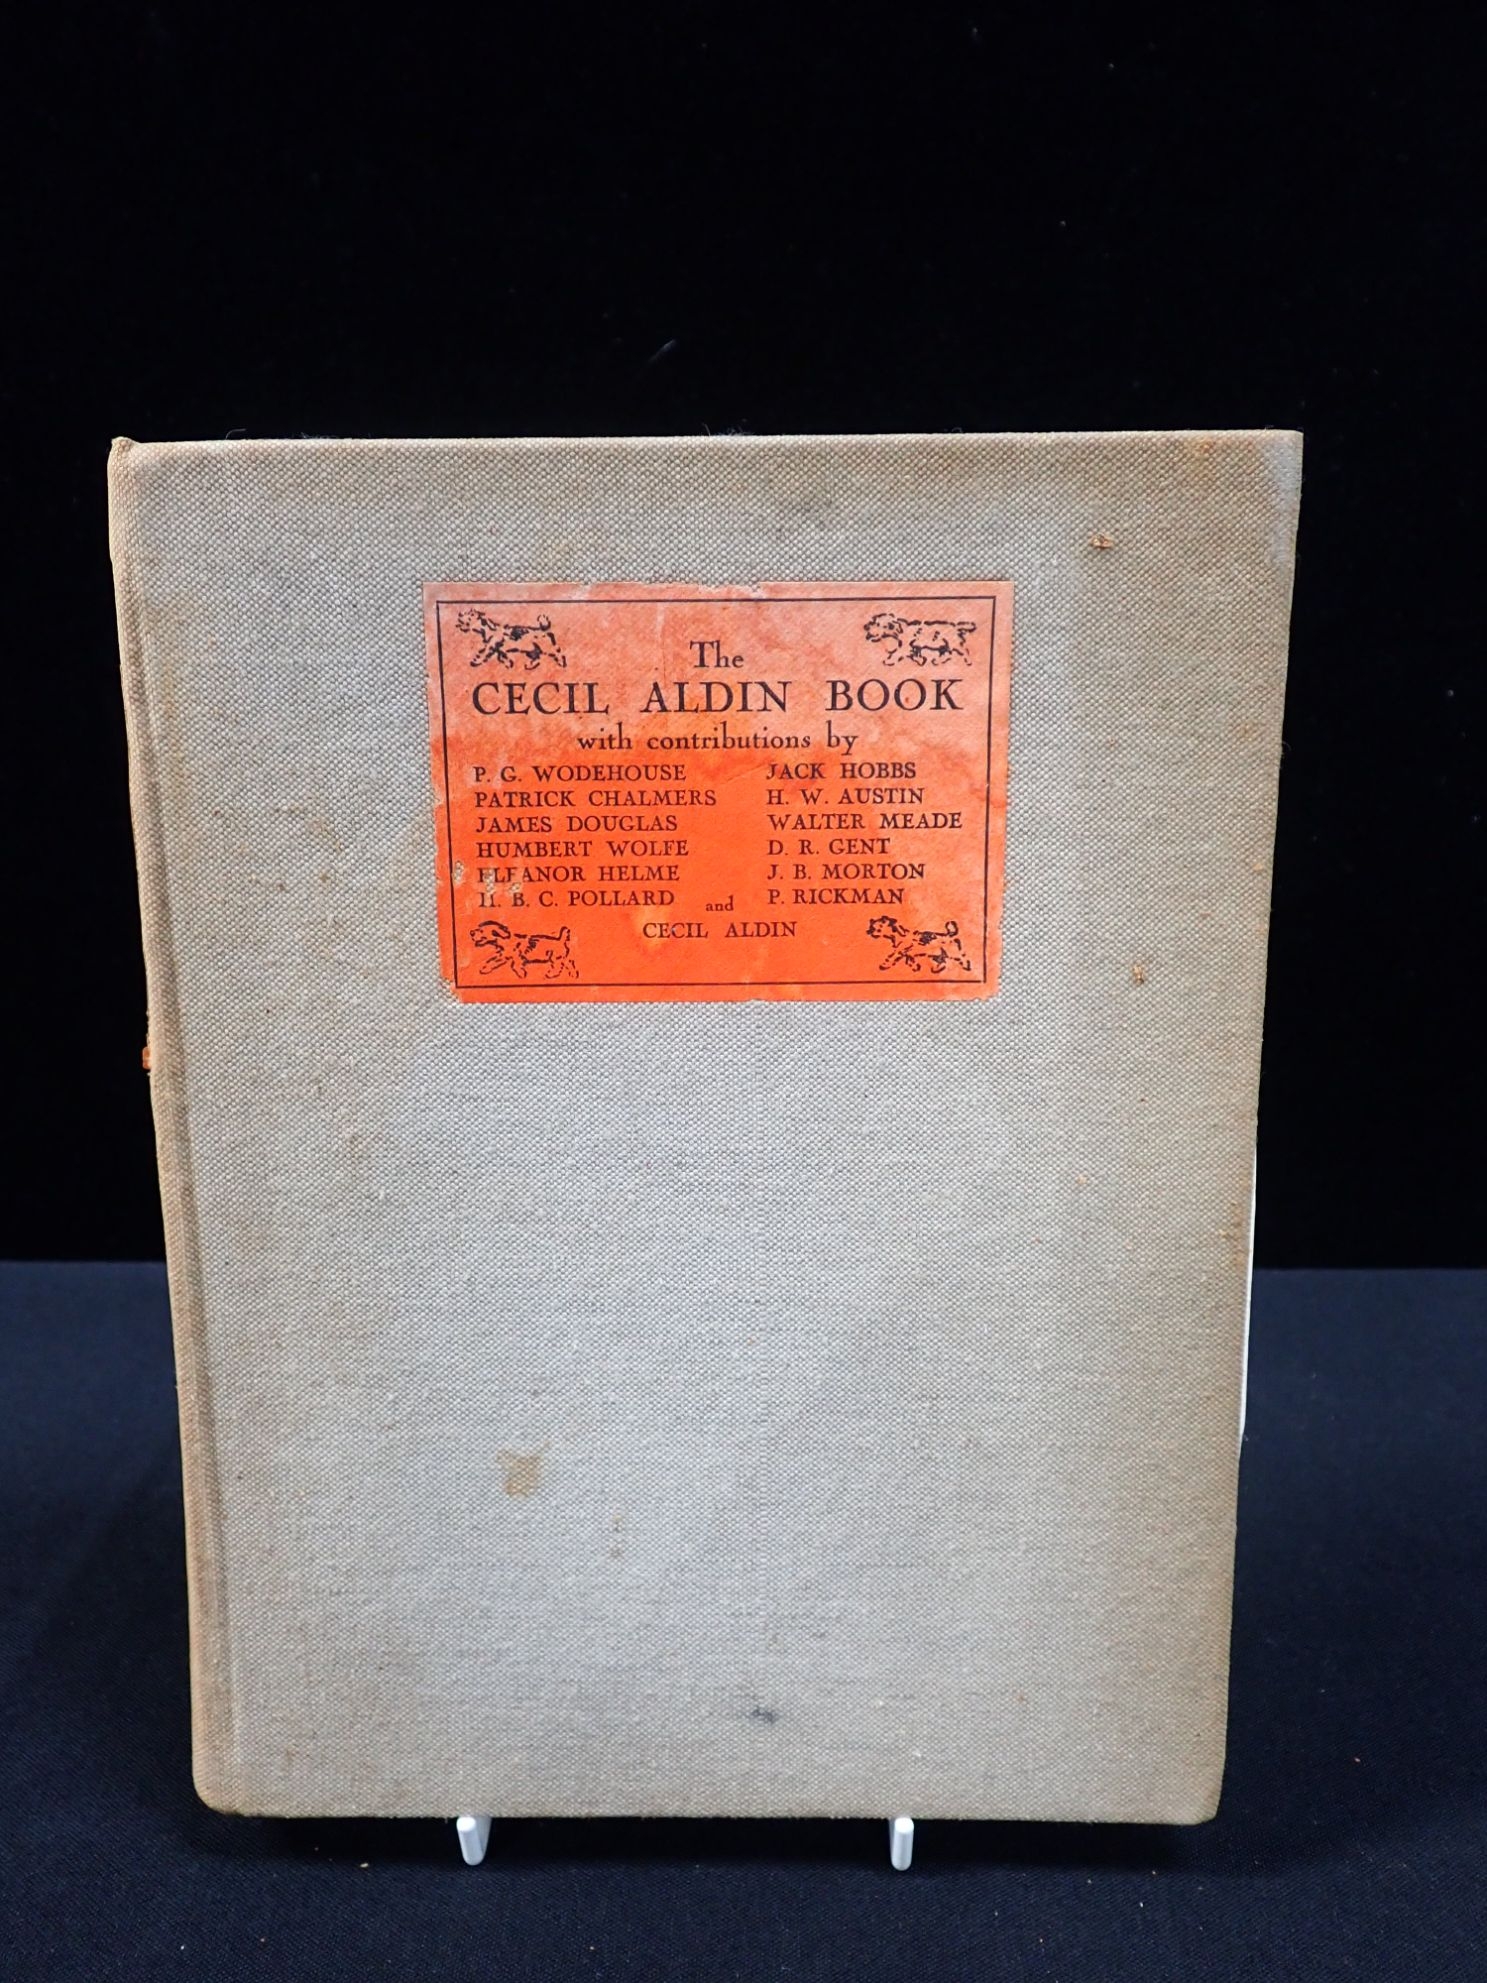 The
CECIL ALDIN BOOK
with contributions by
P. G. WODEHOUSE
PATRICK CHALMERS
JAMES DOUGLAS
HUMBERT WOLFE
ELEANOR HELME
H. B. C. POLLARD
JACK HOBBS
H. W. AUSTIN
WALTER MEADE
D. R. GENT
J. B. MORTON
P. RICKMAN
and
CECIL ALDIN